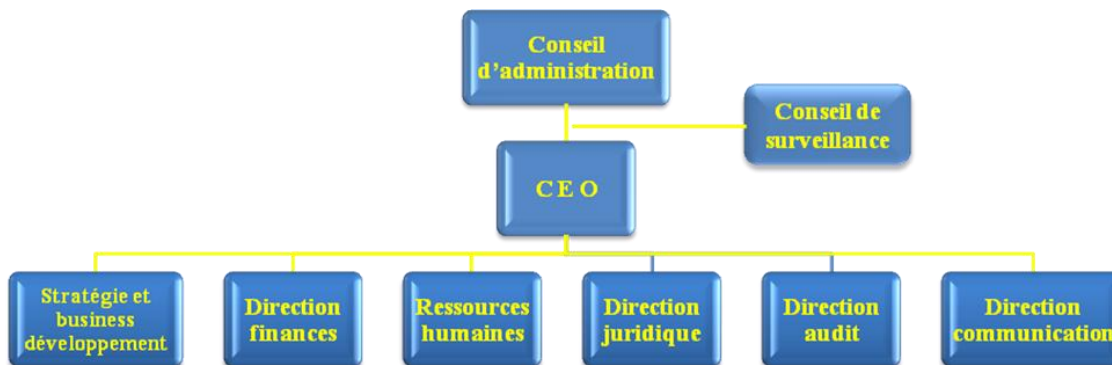 Conseil
d'administration
Conseil de
surveillance
CEO
Stratégie et
business
développement
Direction
finances
Ressources
humaines
Direction
juridique
Direction
audit
Direction
communication